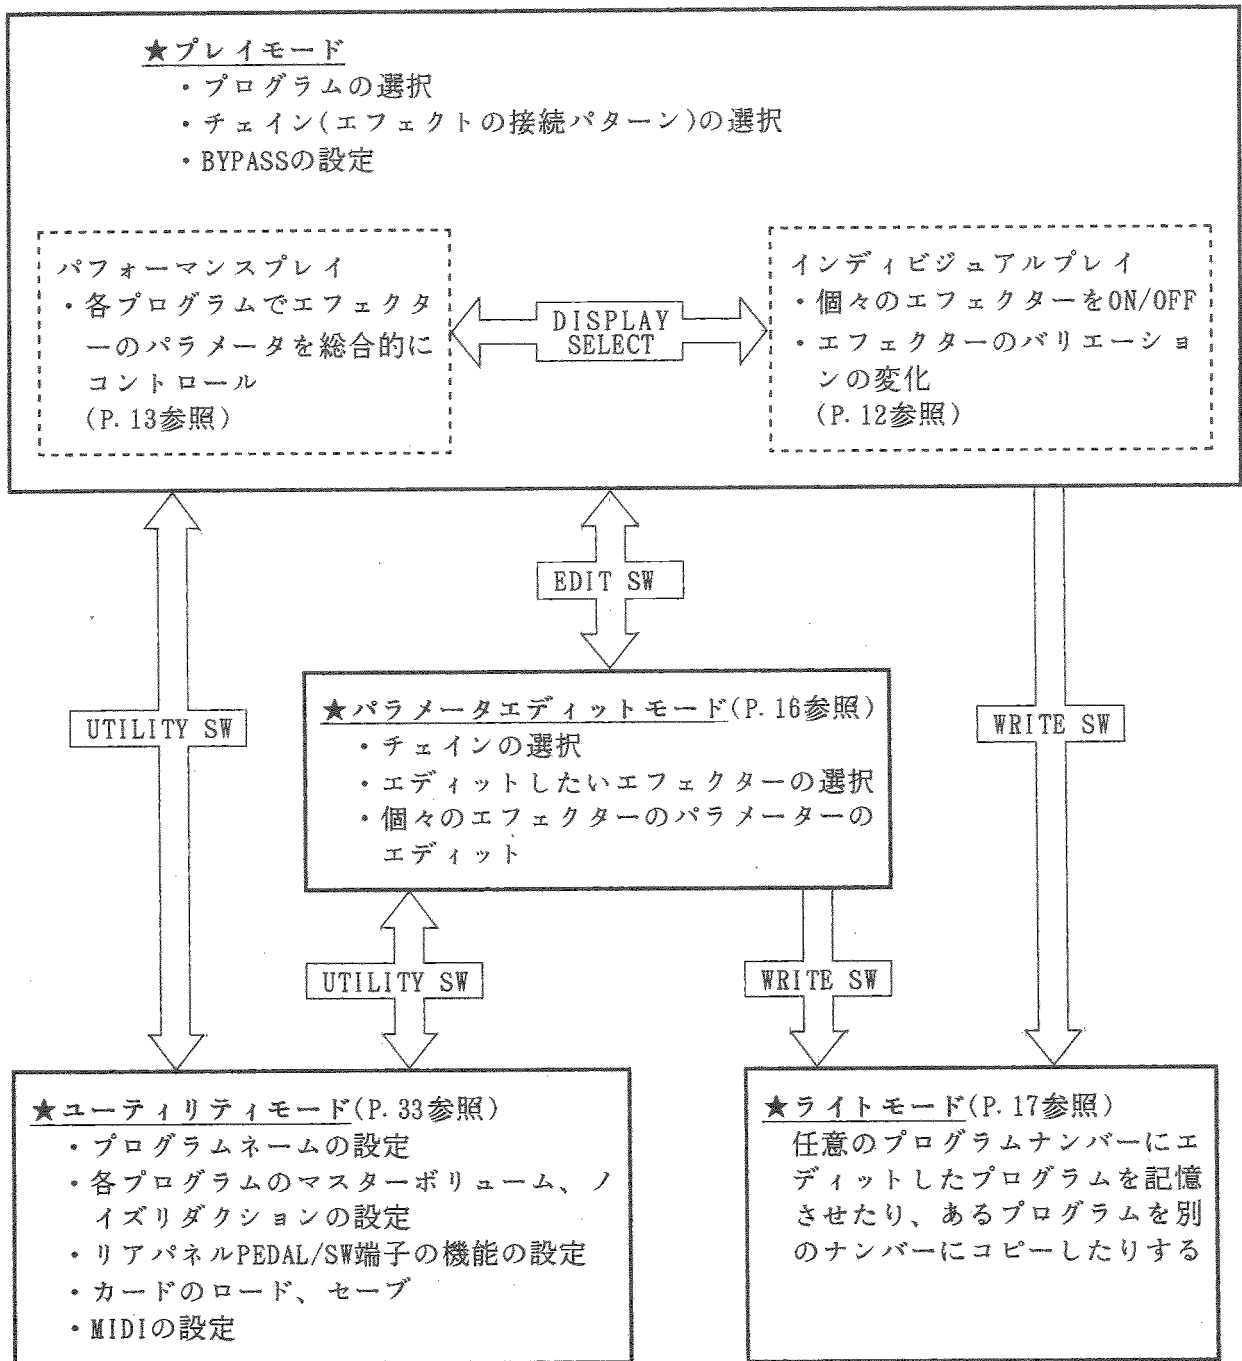 ★プレイモード
・プログラムの選択
・チェイン(エフェクトの接続パターン)の選択
・BYPASSの設定
パフォーマンスプレイ
・各プログラムでエフェクタ
ーのパラメータを総合的に
コントロール
(P.13参照)
DISPLAY
SELECT
インディビジュアルプレイ
・個々のエフェクターをON/OFF
・エフェクターのバリエーショ
ンの変化
(P.12参照)
EDIT SW
UTILITY SW
★パラメータエディットモード(P.16参照)
・チェインの選択
・エディットしたいエフェクターの選択
・個々のエフェクターのパラメーターの
エディット
WRITE SW
UTILITY SW
WRITE SW
★ユーティリティモード(P.33参照)
・プログラムネームの設定
・各プログラムのマスターボリューム、ノ
イズリダクションの設定
・リアパネルPEDAL/SW端子の機能の設定
・カードのロード、セーブ
・MIDIの設定
★ライトモード(P.17参照)
任意のプログラムナンバーにエ
ディットしたプログラムを記憶
させたり、あるプログラムを別
のナンバーにコピーしたりする